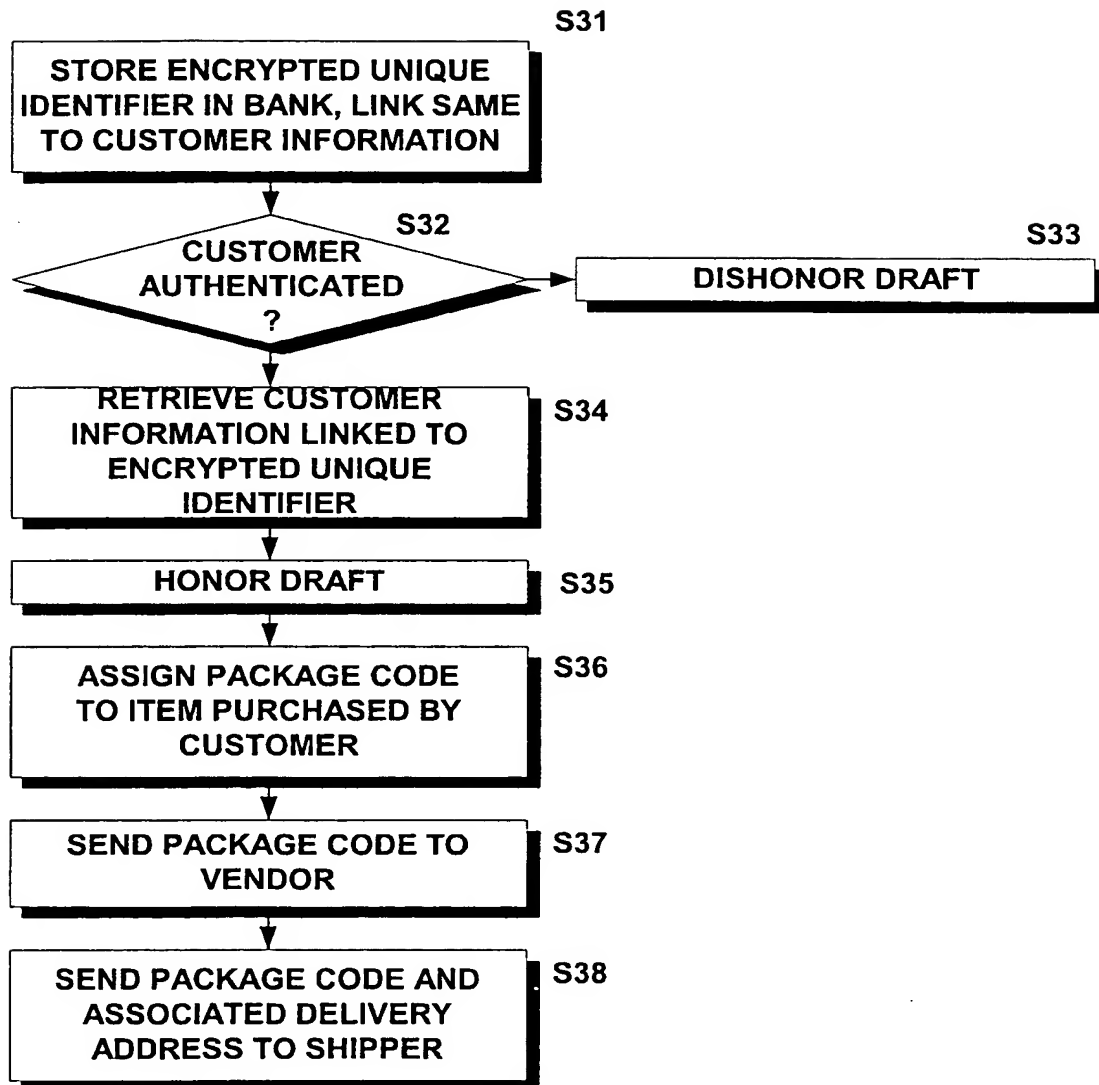 S31
STORE ENCRYPTED UNIQUE
IDENTIFIER IN BANK, LINK SAME
TO CUSTOMER INFORMATION
S32
CUSTOMER
AUTHENTICATED
?
S33
DISHONOR DRAFT
RETRIEVE CUSTOMER
INFORMATION LINKED TO
ENCRYPTED UNIQUE
IDENTIFIER
S34
HONOR DRAFT
S35
ASSIGN PACKAGE CODE
TO ITEM PURCHASED BY
CUSTOMER
S36
SEND PACKAGE CODE TO
VENDOR
S37
SEND PACKAGE CODE AND
ASSOCIATED DELIVERY
ADDRESS TO SHIPPER
S38